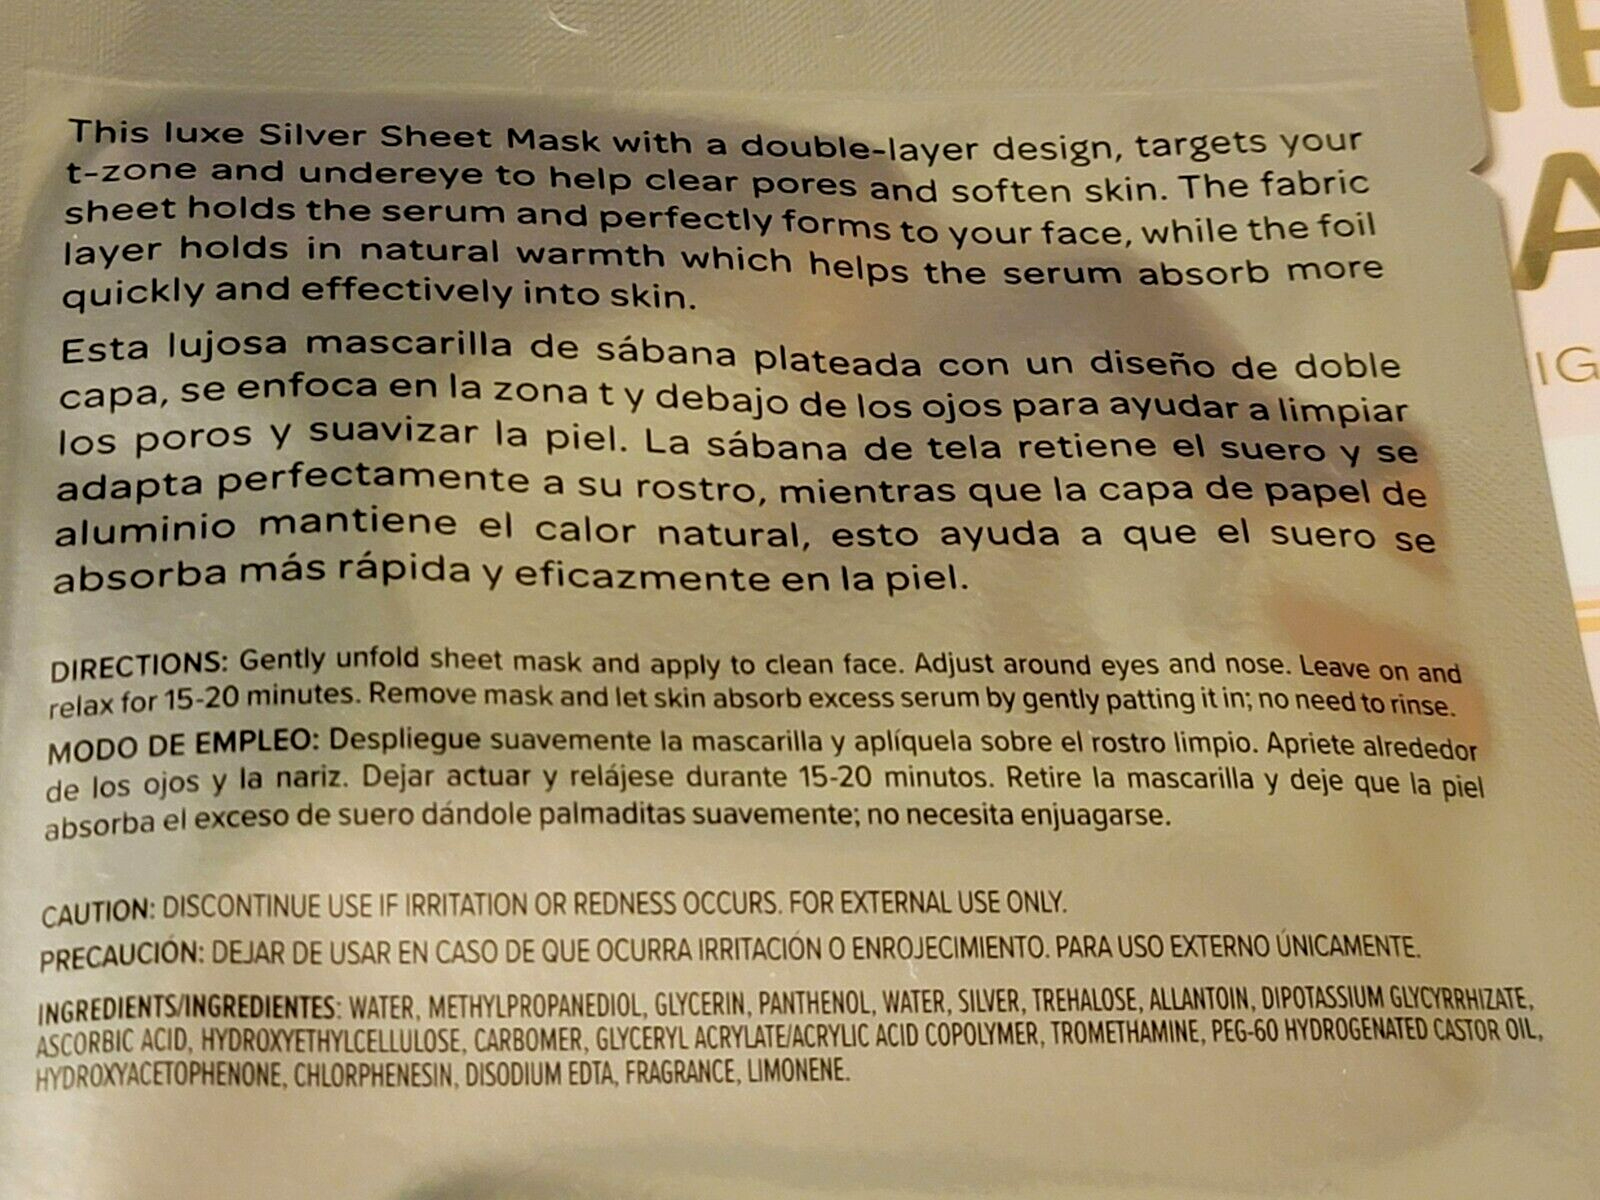 This luxe Silver Sheet Mask with a double-layer design, targets your
t-zone and undereye to help clear pores and soften skin. The fabric
sheet holds the serum and perfectly forms to your face, while the foil
layer holds in natural warmth which helps the serum absorb more
quickly and effectively into skin.
Esta lujosa mascarilla de sábana plateada con un diseño de doble
capa, se enfoca en la zona t y debajo de los ojos para ayudar a limpiar
los poros y suavizar la piel. La sábana de tela retiene el suero y se
adapta perfectamente a su rostro, mientras que la capa de papel de
aluminio mantiene el calor natural, esto ayuda a que el suero se
absorba más rápida y eficazmente en la piel.
DIRECTIONS: Gently unfold sheet mask and apply to clean face. Adjust around eyes and nose. Leave on and
relax for 15-20 minutes. Remove mask and let skin absorb excess serum by gently patting it in; no need to rinse.
MODO DE EMPLEO: Despliegue suavemente la mascarilla y aplíquela sobre el rostro limpio. Apriete alrededor
de los ojos y la nariz. Dejar actuar y relájese durante 15-20 minutos. Retire la mascarilla y deje que la piel
absorba el exceso de suero dándole palmaditas suavemente; no necesita enjuagarse.
CAUTION: DISCONTINUE USE IF IRRITATION OR REDNESS OCCURS. FOR EXTERNAL USE ONLY.
PRECAUCIÓN: DEJAR DE USAR EN CASO DE QUE OCURRA IRRITACIÓN O ENROJECIMIENTO. PARA USO EXTERNO ÚNICAMENTE.
INGREDIENTS/INGREDIENTES: WATER, METHYLPROPANEDIOL, GLYCERIN, PANTHENOL, WATER, SILVER, TREHALOSE, ALLANTOIN, DIPOTASSIUM GLYCYRRHIZATE,
ASCORBIC ACID, HYDROXYETHYLCELLULOSE, CARBOMER, GLYCERYL ACRYLATE/ACRYLIC ACID COPOLYMER, TROMETHAMINE, PEG-60 HYDROGENATED CASTOR OIL,
HYDROXYACETOPHENONE, CHLORPHENESIN, DISODIUM EDTA, FRAGRANCE, LIMONENE.